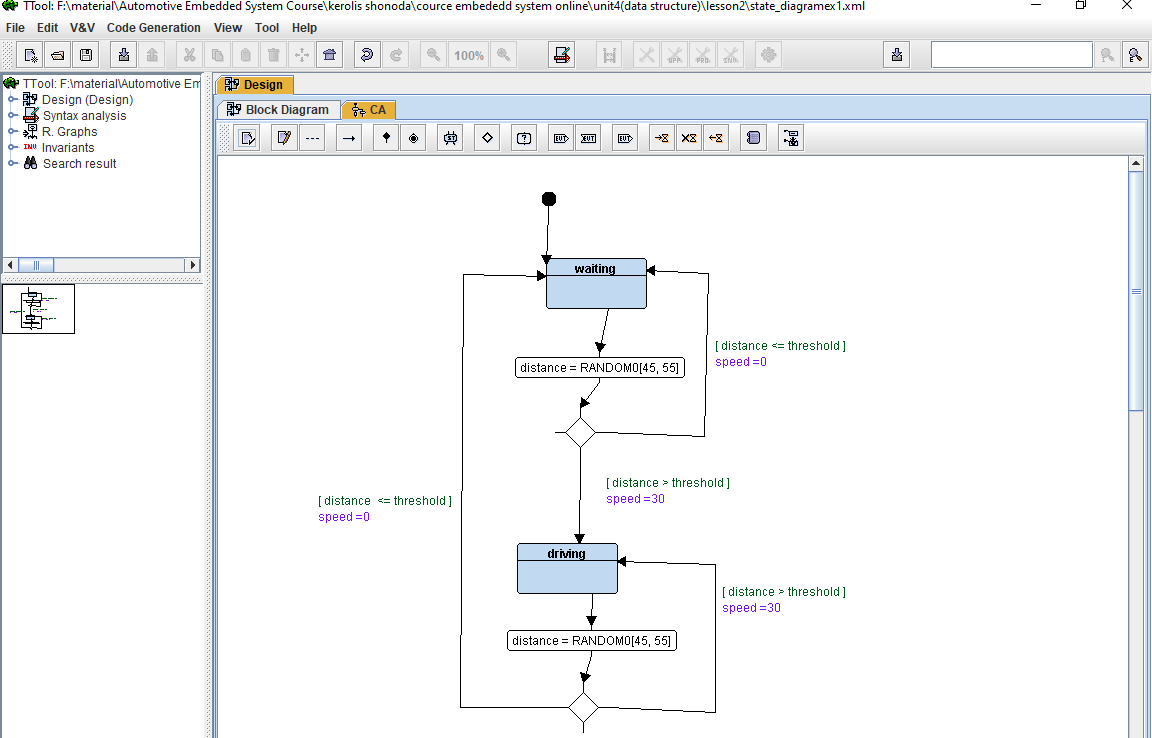 TTool: F:\material\Automotive Embedded System Course\kerolis shonoda\cource embededd system online\unit4(data structure)\lesson2\state_diagramex1.xml
File Edit V&V Code Generation View Tool Help
100%
TTool: F:\material\Automotive Em
Design (Design)
Syntax analysis
R. Graphs
INV Invariants
Search result
Design
Block Diagram CA
waiting
distance = RANDOM0[45, 55]
[ distance <= threshold ]
speed =0
[ distance > threshold ]
speed =30
[ distance <= threshold ]
speed =0
driving
distance = RANDOM0[45, 55]
[ distance > threshold ]
speed =30